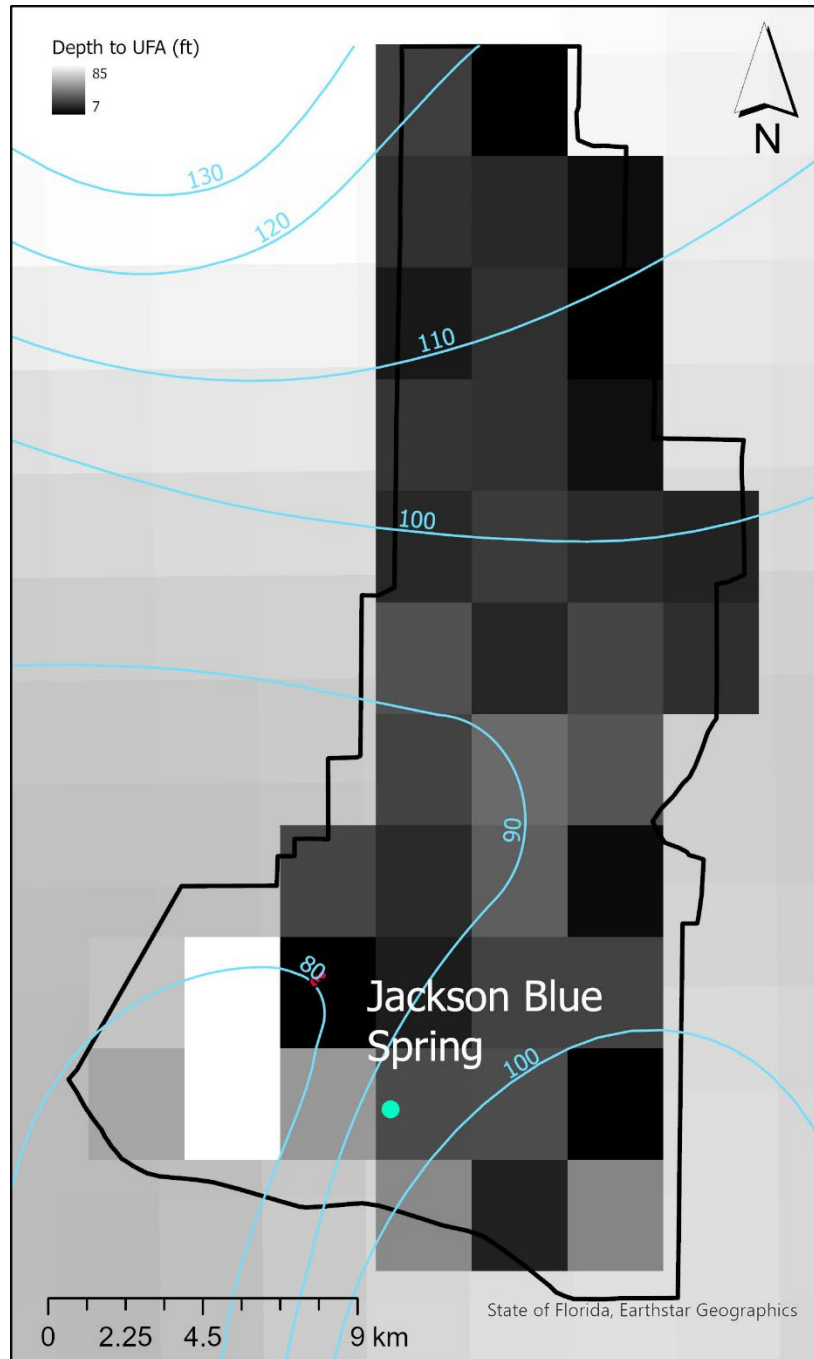 Depth to UFA (ft)
85
7
N
130
120
110
100
90
80
Jackson Blue
Spring
100
State of Florida, Earthstar Geographics
0 2.25 4.5 9 km